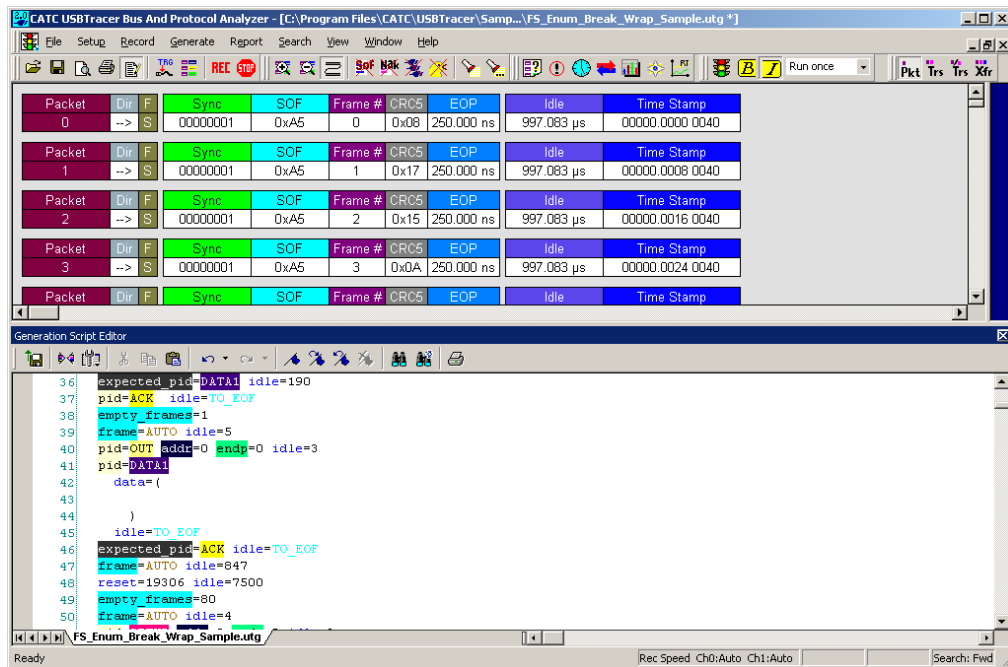 CATC USBTracer Bus And Protocol Analyzer - [C:\Program Files\CATC\USBTracer\Samp...\FS_Enum_Break_Wrap_Sample.utg *]
File Setup Record Generate Report Search View Window Help
TRG REC STOP Sof Nak B I Run once Pkt Trs Trs Xfr
Packet Dir F Sync SOF Frame # CRC5 EOP Idle Time Stamp
0 --> S 00000001 0xA5 0 0x08 250.000 ns 997.083 µs 00000.0000 0040
Packet Dir F Sync SOF Frame # CRC5 EOP Idle Time Stamp
1 --> S 00000001 0xA5 1 0x17 250.000 ns 997.083 µs 00000.0008 0040
Packet Dir F Sync SOF Frame # CRC5 EOP Idle Time Stamp
2 --> S 00000001 0xA5 2 0x15 250.000 ns 997.083 µs 00000.0016 0040
Packet Dir F Sync SOF Frame # CRC5 EOP Idle Time Stamp
3 --> S 00000001 0xA5 3 0x0A 250.000 ns 997.083 µs 00000.0024 0040
Packet Dir F Sync SOF Frame # CRC5 EOP Idle Time Stamp
Generation Script Editor
36 expected_pid=DATA1 idle=190
37 pid=ACK idle=TO_EOF
38 empty_frames=1
39 frame=AUTO idle=5
40 pid=OUT addr=0 endp=0 idle=3
41 pid=DATA1
42 data=(
43
44 )
45 idle=TO_EOF
46 expected_pid=ACK idle=TO_EOF
47 frame=AUTO idle=847
48 reset=19306 idle=7500
49 empty_frames=80
50 frame=AUTO idle=4
FS_Enum_Break_Wrap_Sample.utg
Ready Rec Speed Ch0:Auto Ch1:Auto Search: Fwd